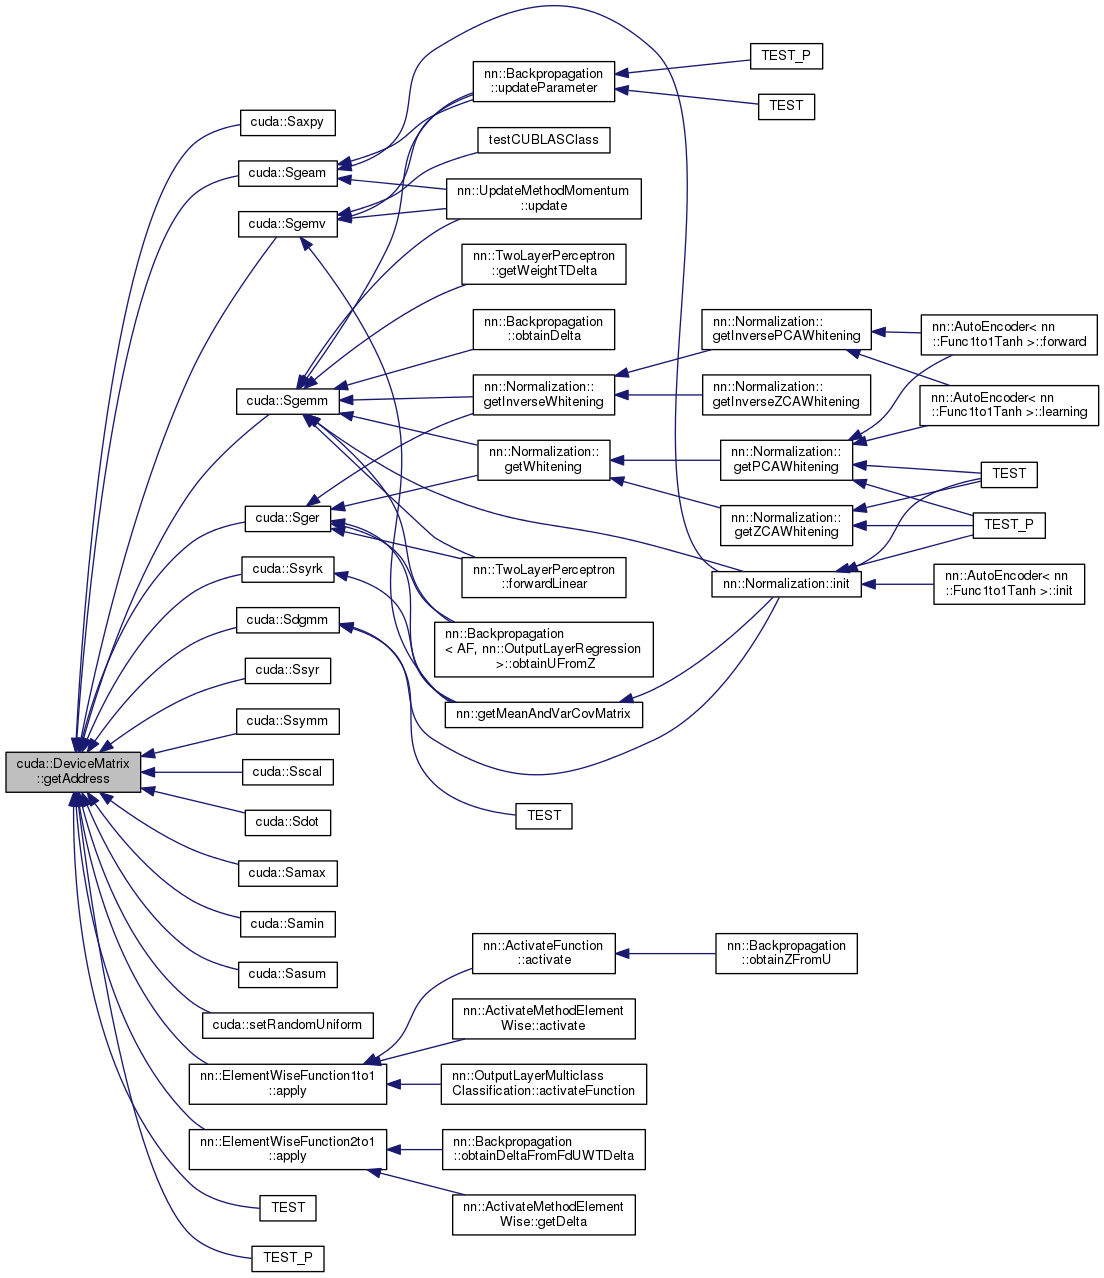 cuda::DeviceMatrix
::getAddress
cuda::Saxpy
cuda::Sgeam
cuda::Sgemv
cuda::Sgemm
cuda::Sger
cuda::Ssyrk
cuda::Sdgmm
cuda::Ssyr
cuda::Ssymm
cuda::Sscal
cuda::Sdot
cuda::Samax
cuda::Samin
cuda::Sasum
cuda::setRandomUniform
nn::ElementWiseFunction1to1
::apply
nn::ElementWiseFunction2to1
::apply
TEST
TEST_P
nn::Backpropagation
::updateParameter
testCUBLASClass
nn::UpdateMethodMomentum
::update
nn::TwoLayerPerceptron
::getWeightTDelta
nn::Backpropagation
::obtainDelta
nn::Normalization::
getInverseWhitening
nn::Normalization::
getWhitening
nn::TwoLayerPerceptron
::forwardLinear
nn::Backpropagation
< AF, nn::OutputLayerRegression
>::obtainUFromZ
nn::getMeanAndVarCovMatrix
TEST
nn::ActivateFunction
::activate
nn::ActivateMethodElement
Wise::activate
nn::OutputLayerMulticlass
Classification::activateFunction
nn::Backpropagation
::obtainDeltaFromFdUWTDelta
nn::ActivateMethodElement
Wise::getDelta
TEST_P
TEST
nn::Normalization::
getInversePCAWhitening
nn::Normalization::
getInverseZCAWhitening
nn::Normalization::
getPCAWhitening
nn::Normalization::
getZCAWhitening
nn::Normalization::init
nn::Backpropagation
::obtainZFromU
nn::AutoEncoder< nn
::Func1to1Tanh >::forward
nn::AutoEncoder< nn
::Func1to1Tanh >::learning
TEST
TEST_P
nn::AutoEncoder< nn
::Func1to1Tanh >::init